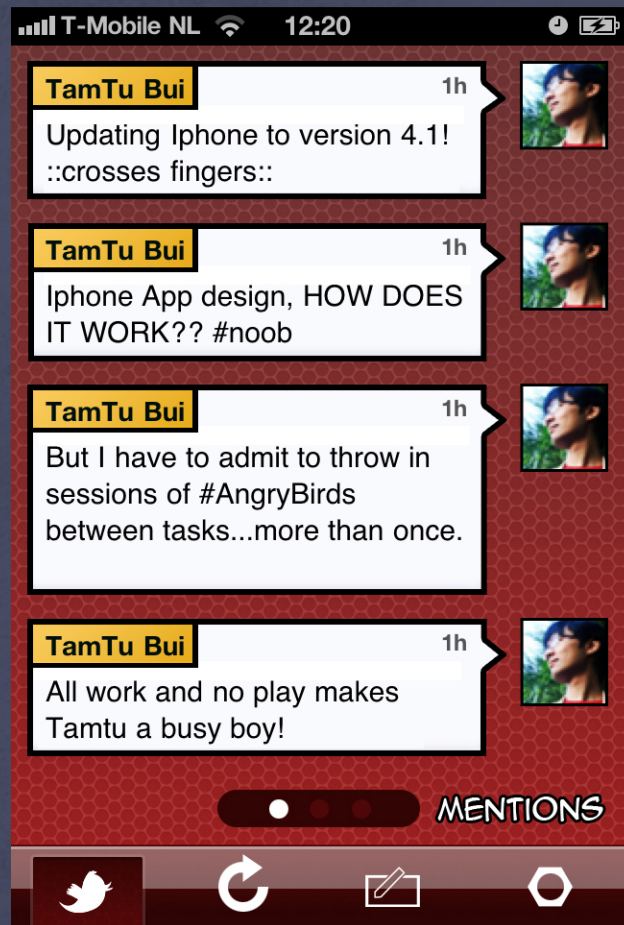 T-Mobile NL 12:20
TamTu Bui 1h
Updating Iphone to version 4.1!
::crosses fingers::
TamTu Bui 1h
Iphone App design, HOW DOES
IT WORK?? #noob
TamTu Bui 1h
But I have to admit to throw in
sessions of #AngryBirds
between tasks...more than once.
TamTu Bui 1h
All work and no play makes
Tamtu a busy boy!
MENTIONS